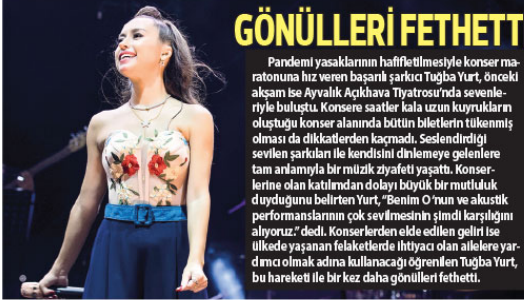 GÖNÜLLERİ FETHETT
Pandemi yasaklarının hafifletilmesiyle konser ma-
ratonuna hız veren başarılı şarkıcı Tuğba Yurt, önceki
akşam ise Ayvalık Açıkhava Tiyatrosu'nda sevenle-
riyle buluştu. Konsere saatler kala uzun kuyrukların
oluştuğu konser alanında bütün biletlerin tükenmiş
olması da dikkatlerden kaçmadı. Seslendirdiği
sevilen şarkıları ile kendisini dinlemeye gelenlere
tam anlamıyla bir müzik ziyafeti yaşattı. Konser-
lerine olan katılımdan dolayı büyük bir mutluluk
duyduğunu belirten Yurt, "Benim O 'nun ve akustik
performanslarının çok sevilmesinin şimdi karşılığını
alıyoruz." dedi. Konserlerden elde edilen geliri ise
ülkede yaşanan felaketlerde ihtiyacı olan ailelere yar-
dımcı olmak adına kullanacağı öğrenilen Tuğba Yurt,
bu hareketi ile bir kez daha gönülleri fethetti.